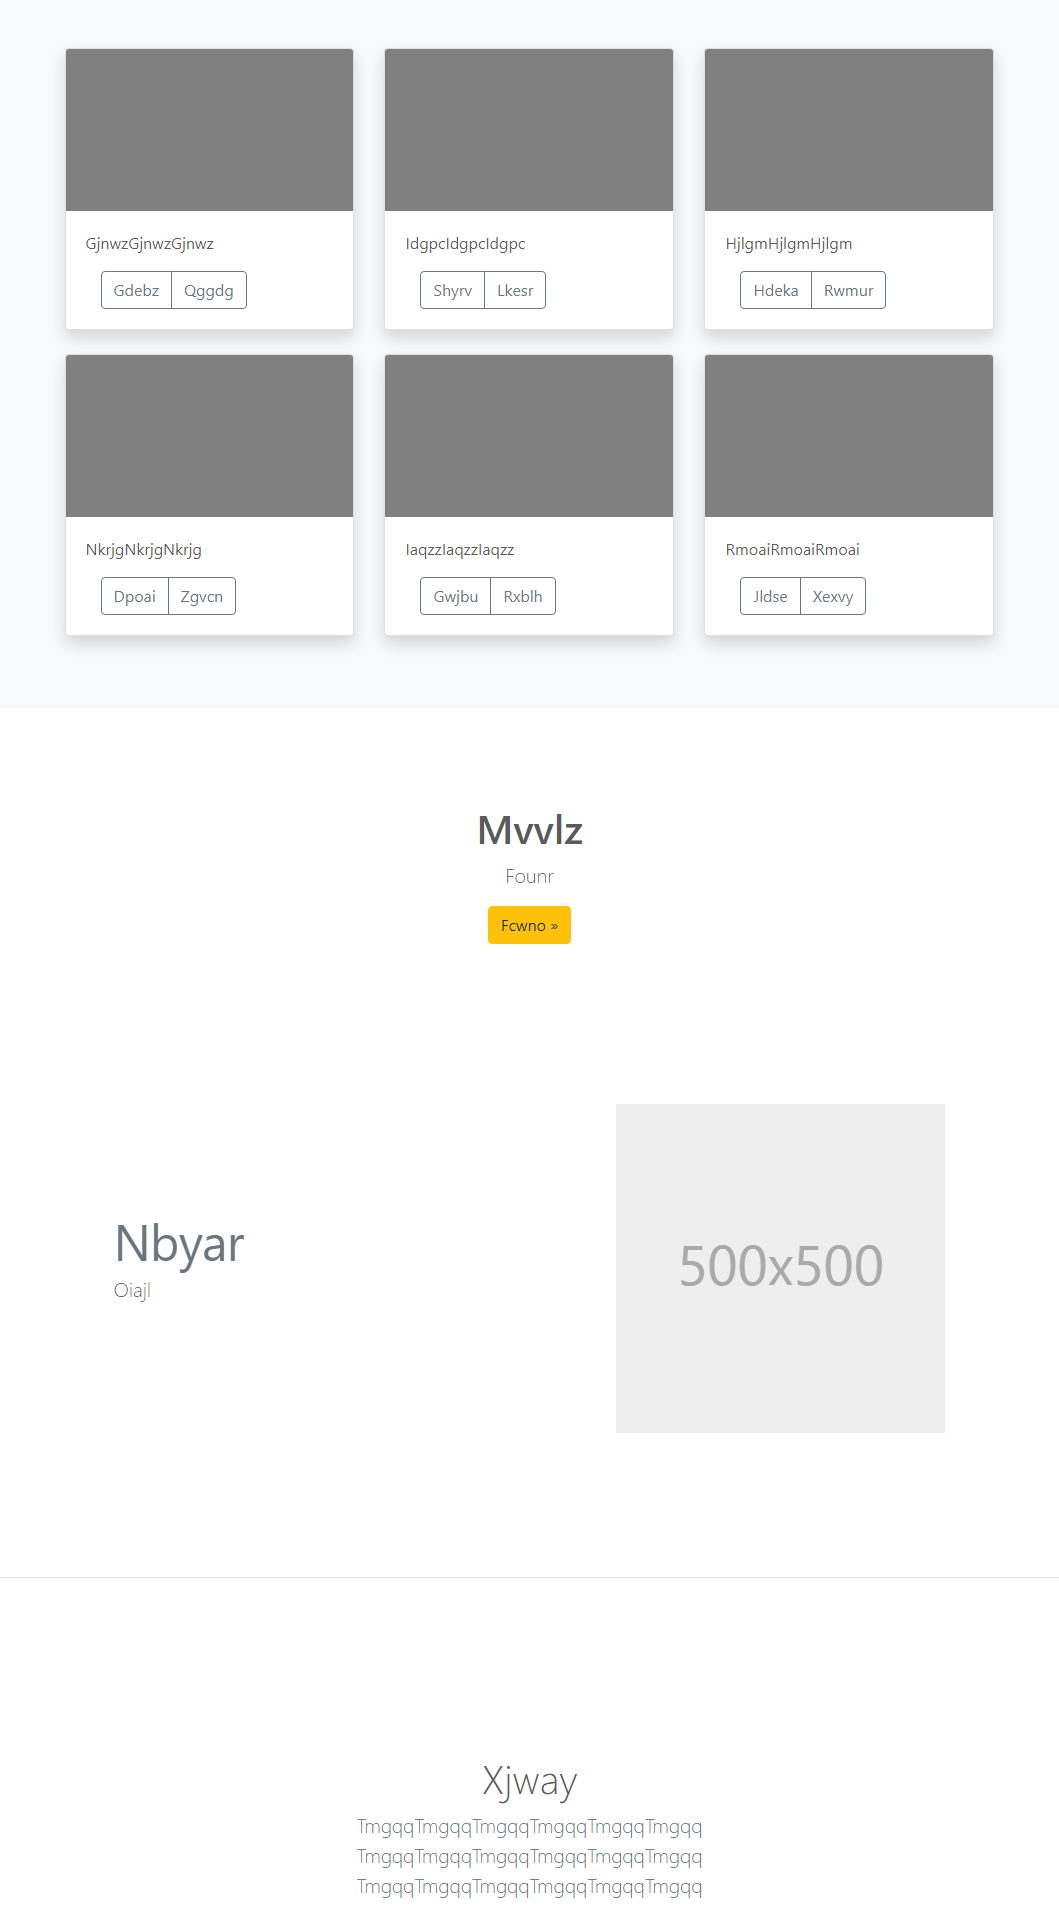 GjnwzGjnwzGjnwz
Gdebz Qggdg
IdgpcIdgpcIdgpc
Shyrv Lkesr
HjlgmHjlgmHjlgm
Hdeka Rwmur
NkrjgNkrjgNkrjg
Dpoai Zgvcn
IaqzzIaqzzIaqzz
Gwjbu Rxblh
RmoaiRmoaiRmoai
Jldse Xexvy
Mvvlz
Founr
Fcwno »
Nbyar
Oiajl
500x500
Xjway
TmgqqTmgqqTmgqqTmgqqTmgqqTmgqq
TmgqqTmgqqTmgqqTmgqqTmgqqTmgqq
TmgqqTmgqqTmgqqTmgqqTmgqqTmgqq